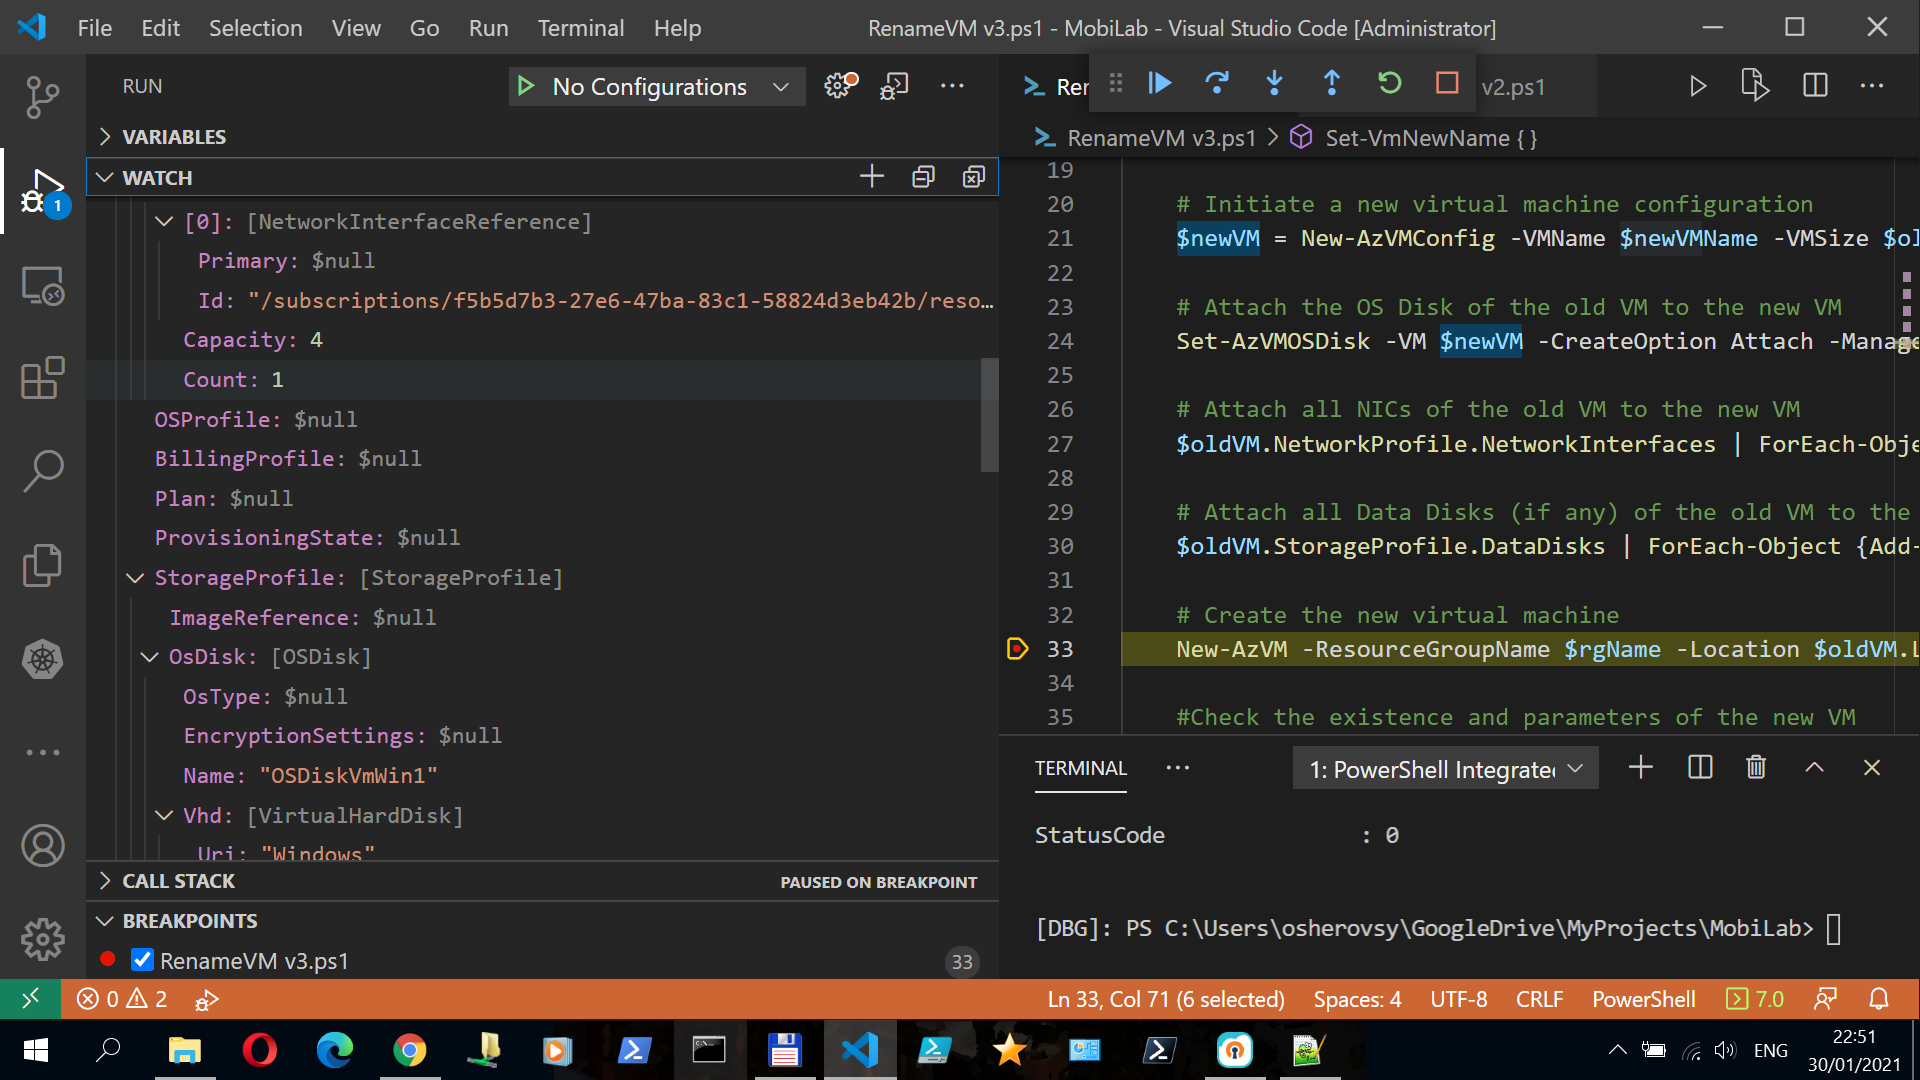 File Edit Selection View Go Run Terminal Help
RenameVM v3.ps1 - MobiLab - Visual Studio Code [Administrator]
RUN
No Configurations
VARIABLES
WATCH
[0]: [NetworkInterfaceReference]
Primary: $null
Id: "/subscriptions/f5b5d7b3-27e6-47ba-83c1-58824d3eb42b/reso…
Capacity: 4
Count: 1
OSProfile: $null
BillingProfile: $null
Plan: $null
ProvisioningState: $null
StorageProfile: [StorageProfile]
ImageReference: $null
OsDisk: [OSDisk]
OsType: $null
EncryptionSettings: $null
Name: "OSDiskVmWin1"
Vhd: [VirtualHardDisk]
Uri: "Windows"
CALL STACK
PAUSED ON BREAKPOINT
BREAKPOINTS
RenameVM v3.ps1
33
1
v2.ps1
RenameVM v3.ps1 > Set-VmNewName { }
19
20 # Initiate a new virtual machine configuration
21 $newVM = New-AzVMConfig -VMName $newVMName -VMSize
22
23 # Attach the OS Disk of the old VM to the new VM
24 Set-AzVMOSDisk -VM $newVM -CreateOption Attach
25
26 # Attach all NICs of the old VM to the new VM
27 $oldVM.NetworkProfile.NetworkInterfaces |
28
29 # Attach all Data Disks (if any) of the old VM to the
30 $oldVM.StorageProfile.DataDisks | ForEach-Object {Add-
31
32 # Create the new virtual machine
33 New-AzVM -ResourceGroupName $rgName -Location $oldVM.L
34
35 #Check the existence and parameters of the new VM
TERMINAL
1: PowerShell Integrate
StatusCode : 0
[DBG]: PS C:\Users\osherovsy\GoogleDrive\MyProjects\MobiLab>
0 2
Ln 33, Col 71 (6 selected) Spaces: 4 UTF-8 CRLF PowerShell 7.0
ENG
22:51
30/01/2021